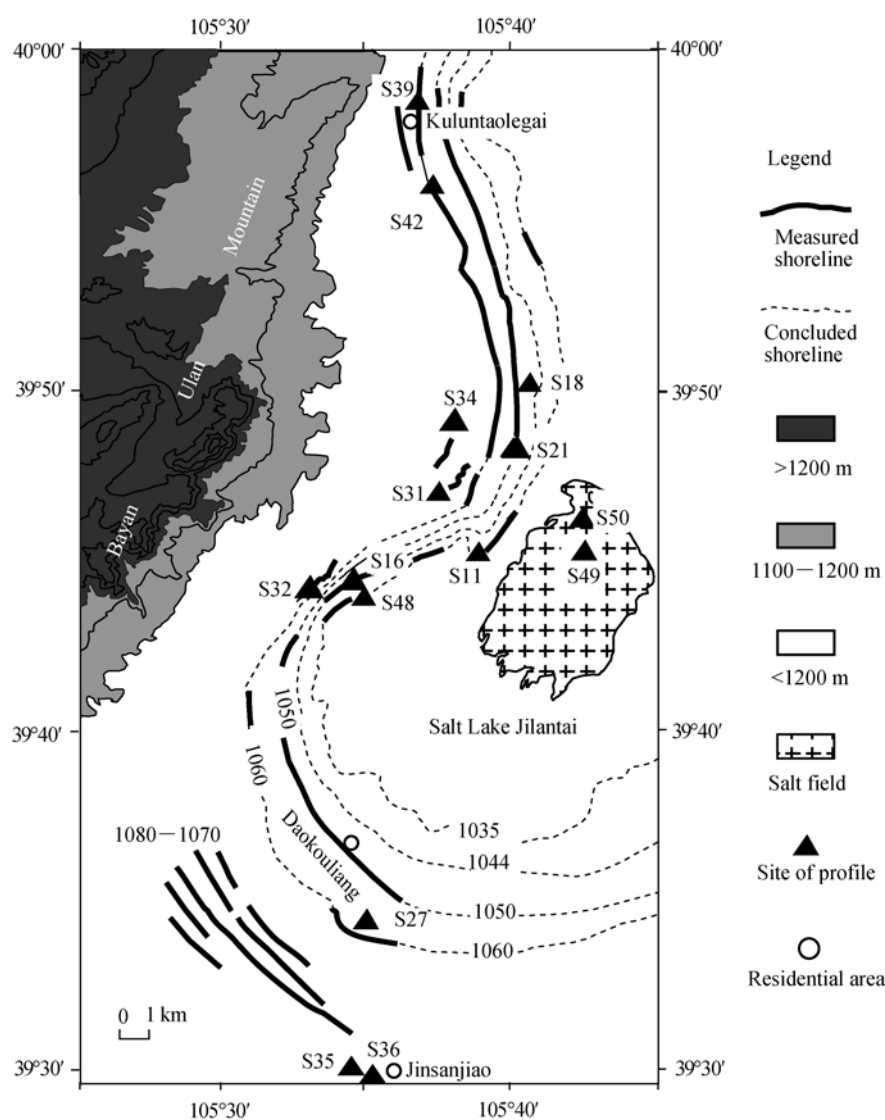 105°30′
105°40′
40°00′
40°00′
S39
Kuluntaolegai
S42
Mountain
Ulan
Bayan
39°50′
39°50′
S18
S34
S21
S31
S50
S16
S11
S49
S32
S48
Salt Lake Jilantai
39°40′
39°40′
1050
1060
1035
1080－1070
1044
Daokouliang
1050
S27
1060
0 1 km
S35
S36
Jinsanjiao
39°30′
39°30′
105°30′
105°40′
Legend
Measured
shoreline
Concluded
shoreline
>1200 m
1100－1200 m
<1200 m
Salt field
Site of profile
Residential area